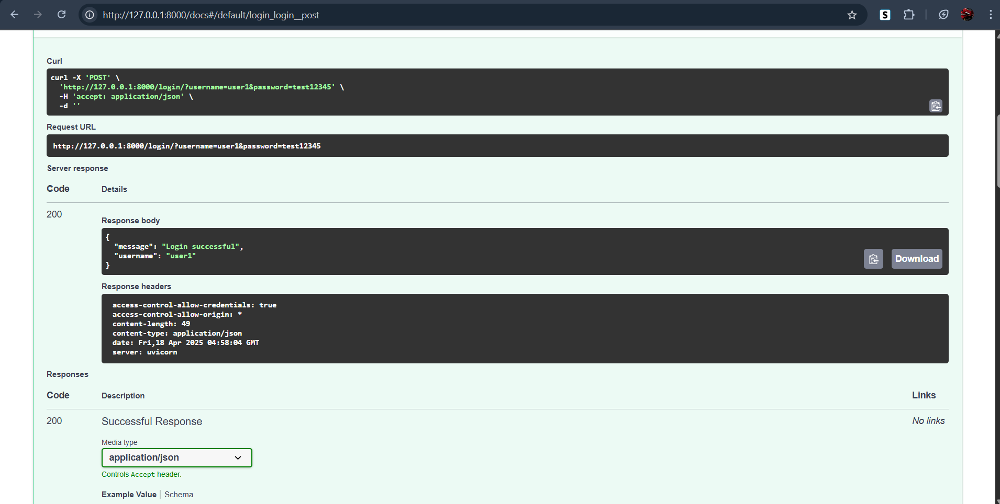 http://127.0.0.1:8000/docs#/default/login_login__post
S
Curl
curl -X 'POST' \
'http://127.0.0.1:8000/login/?username=user1&password=test12345' \
-H 'accept: application/json' \
-d ''
Request URL
http://127.0.0.1:8000/login/?username=user1&password=test12345
Server response
Code Details
200
Response body
{
"message": "Login successful",
"username": "user1"
}
Download
Response headers
access-control-allow-credentials: true
access-control-allow-origin: *
content-length: 49
content-type: application/json
date: Fri,18 Apr 2025 04:58:04 GMT
server: uvicorn
Responses
Code Description Links
200 Successful Response No links
Media type
application/json
Controls Accept header.
Example Value Schema